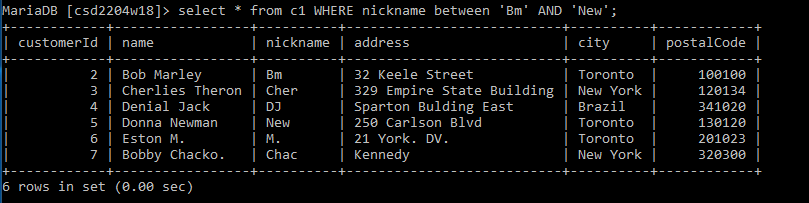 MariaDB [csd2204w18]> select * from c1 WHERE nickname between 'Bm' AND 'New';
+------------+-----------------+----------+---------------------------+----------+------------+
| customerId | name            | nickname | address                   | city     | postalCode |
+------------+-----------------+----------+---------------------------+----------+------------+
|          2 | Bob Marley      | Bm       | 32 Keele Street           | Toronto  |     100100 |
|          3 | Cherlies Theron | Cher     | 329 Empire State Building | New York |     120134 |
|          4 | Denial Jack     | DJ       | Sparton Bulding East      | Brazil   |     341020 |
|          5 | Donna Newman    | New      | 250 Carlson Blvd          | Toronto  |     130120 |
|          6 | Eston M.        | M.       | 21 York. DV.              | Toronto  |     201023 |
|          7 | Bobby Chacko.   | Chac     | Kennedy                   | New York |     320300 |
+------------+-----------------+----------+---------------------------+----------+------------+
6 rows in set (0.00 sec)